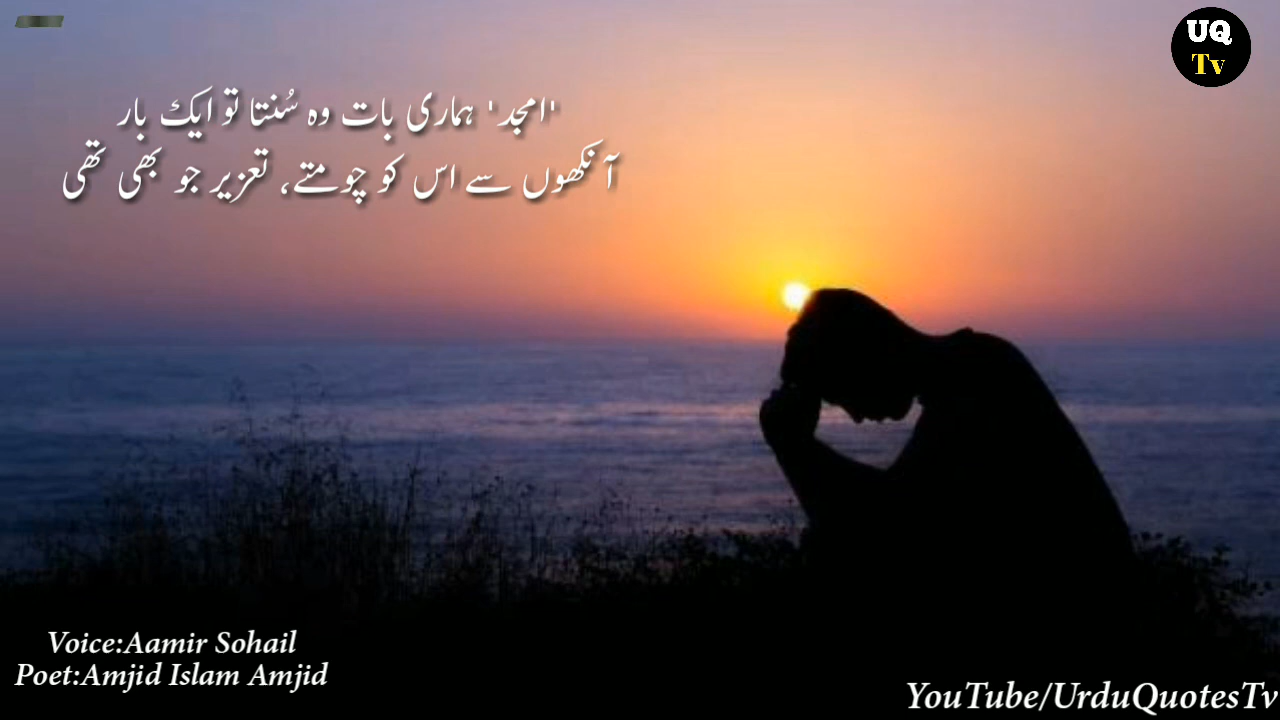 'امجد' ہماری بات وہ سُنتا تو ایک بار
آنکھوں سے اس کو چومتے، تعزیر جو بھی تھی
UQ
Tv
Voice:Aamir Sohail
Poet:Amjid Islam Amjid
YouTube/UrduQuotesTv